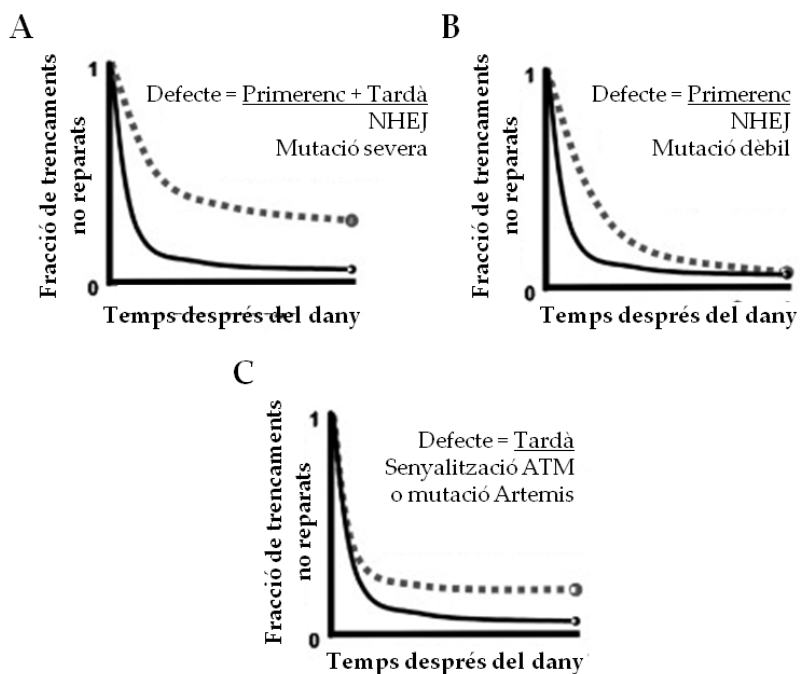 A
Fracció de trencaments
no reparats
1
Defecte = Primerenc + Tardà
NHEJ
Mutació severa
0
Temps després del dany
B
Fracció de trencaments
no reparats
1
Defecte = Primerenc
NHEJ
Mutació dèbil
0
Temps després del dany
C
Fracció de trencaments
no reparats
1
Defecte = Tardà
Senyalització ATM
o mutació Artemis
0
Temps després del dany